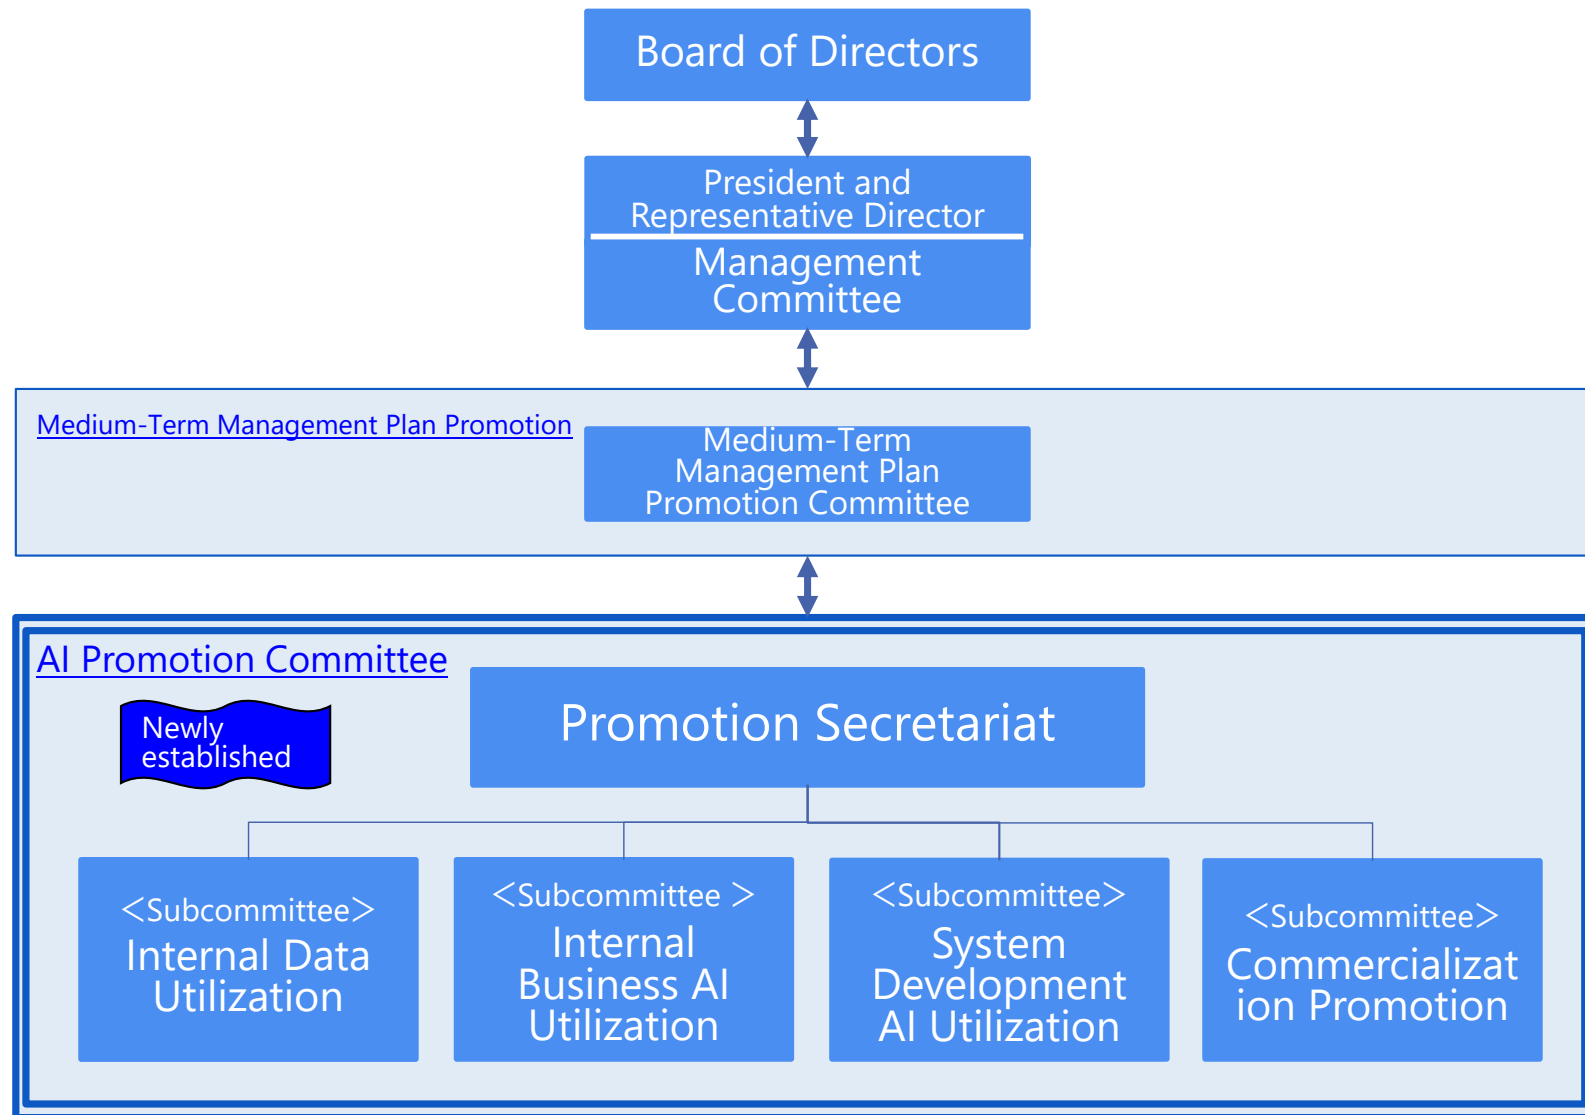 Board of Directors
President and
Representative Director
Management
Committee
Medium-Term Management Plan Promotion
Medium-Term
Management Plan
Promotion Committee
AI Promotion Committee
Newly
established
Promotion Secretariat
＜Subcommittee＞
Internal Data
Utilization
＜Subcommittee ＞
Internal
Business AI
Utilization
＜Subcommittee＞
System
Development
AI Utilization
＜Subcommittee＞
Commercializat
ion Promotion